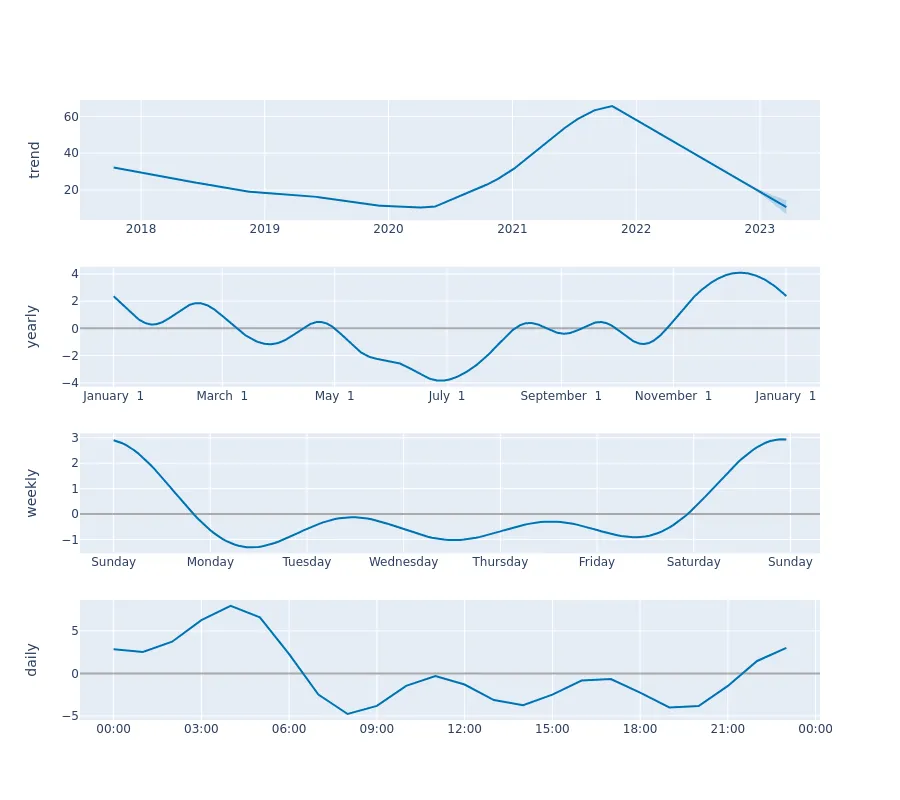 trend
60
40
20
2018 2019 2020 2021 2022 2023
yearly
4
2
0
−2
−4
January 1 March 1 May 1 July 1 September 1 November 1 January 1
weekly
3
2
1
0
−1
Sunday Monday Tuesday Wednesday Thursday Friday Saturday Sunday
daily
5
0
−5
00:00 03:00 06:00 09:00 12:00 15:00 18:00 21:00 00:00